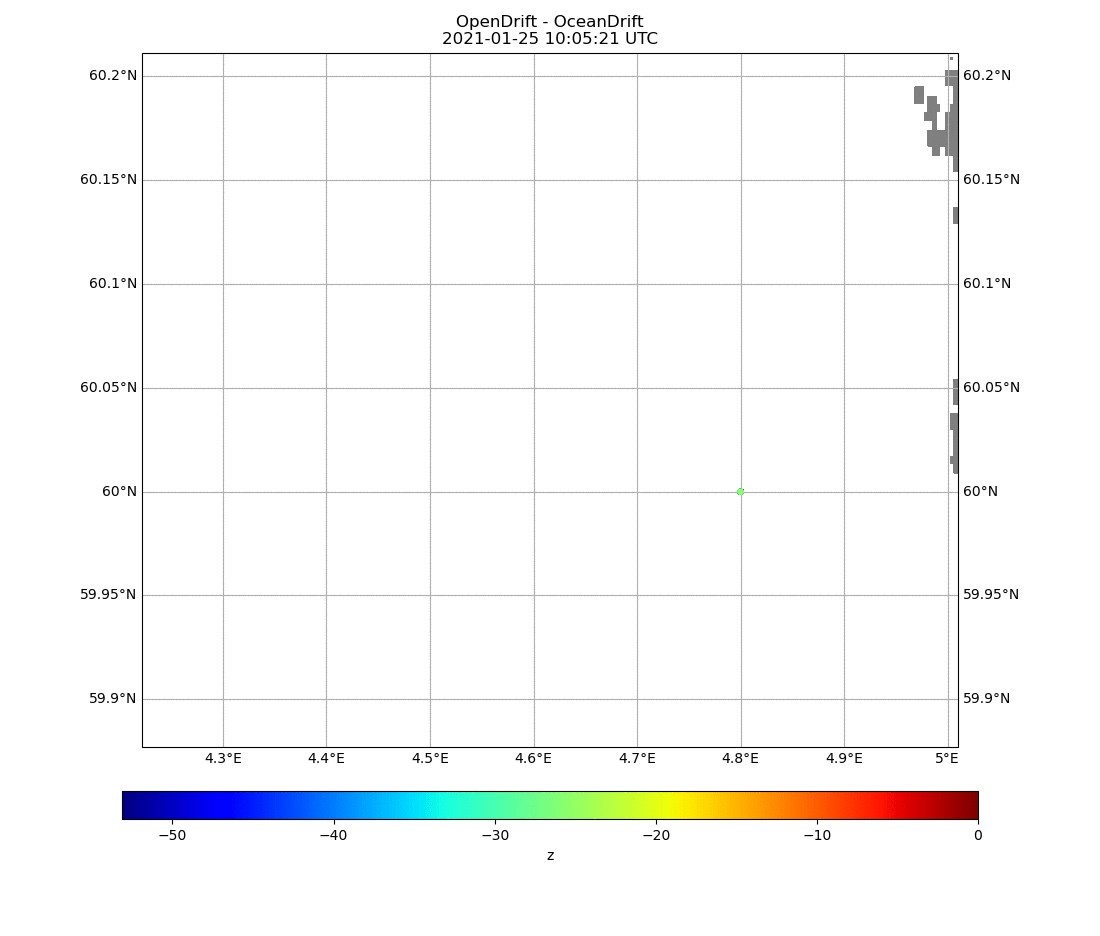 OpenDrift - OceanDrift
2021-01-25 10:05:21 UTC
60.2°N 60.2°N
60.15°N 60.15°N
60.1°N 60.1°N
60.05°N 60.05°N
60°N 60°N
59.95°N 59.95°N
59.9°N 59.9°N
4.3°E 4.4°E 4.5°E 4.6°E 4.7°E 4.8°E 4.9°E 5°E
−50 −40 −30 −20 −10 0
z